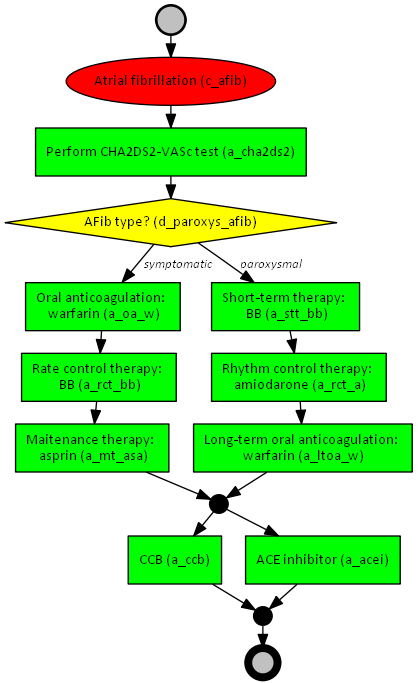 Atrial fibrillation (c_afib)
Perform CHA2DS2-VASc test (a_cha2ds2)
AFib type? (d_paroxys_afib)
symptomatic
paroxysmal
Oral anticoagulation:
warfarin (a_oa_w)
Short-term therapy:
BB (a_stt_bb)
Rate control therapy:
BB (a_rct_bb)
Rhythm control therapy:
amiodarone (a_rct_a)
Maitenance therapy:
asprin (a_mt_asa)
Long-term oral anticoagulation:
warfarin (a_ltoa_w)
CCB (a_ccb)
ACE inhibitor (a_acei)